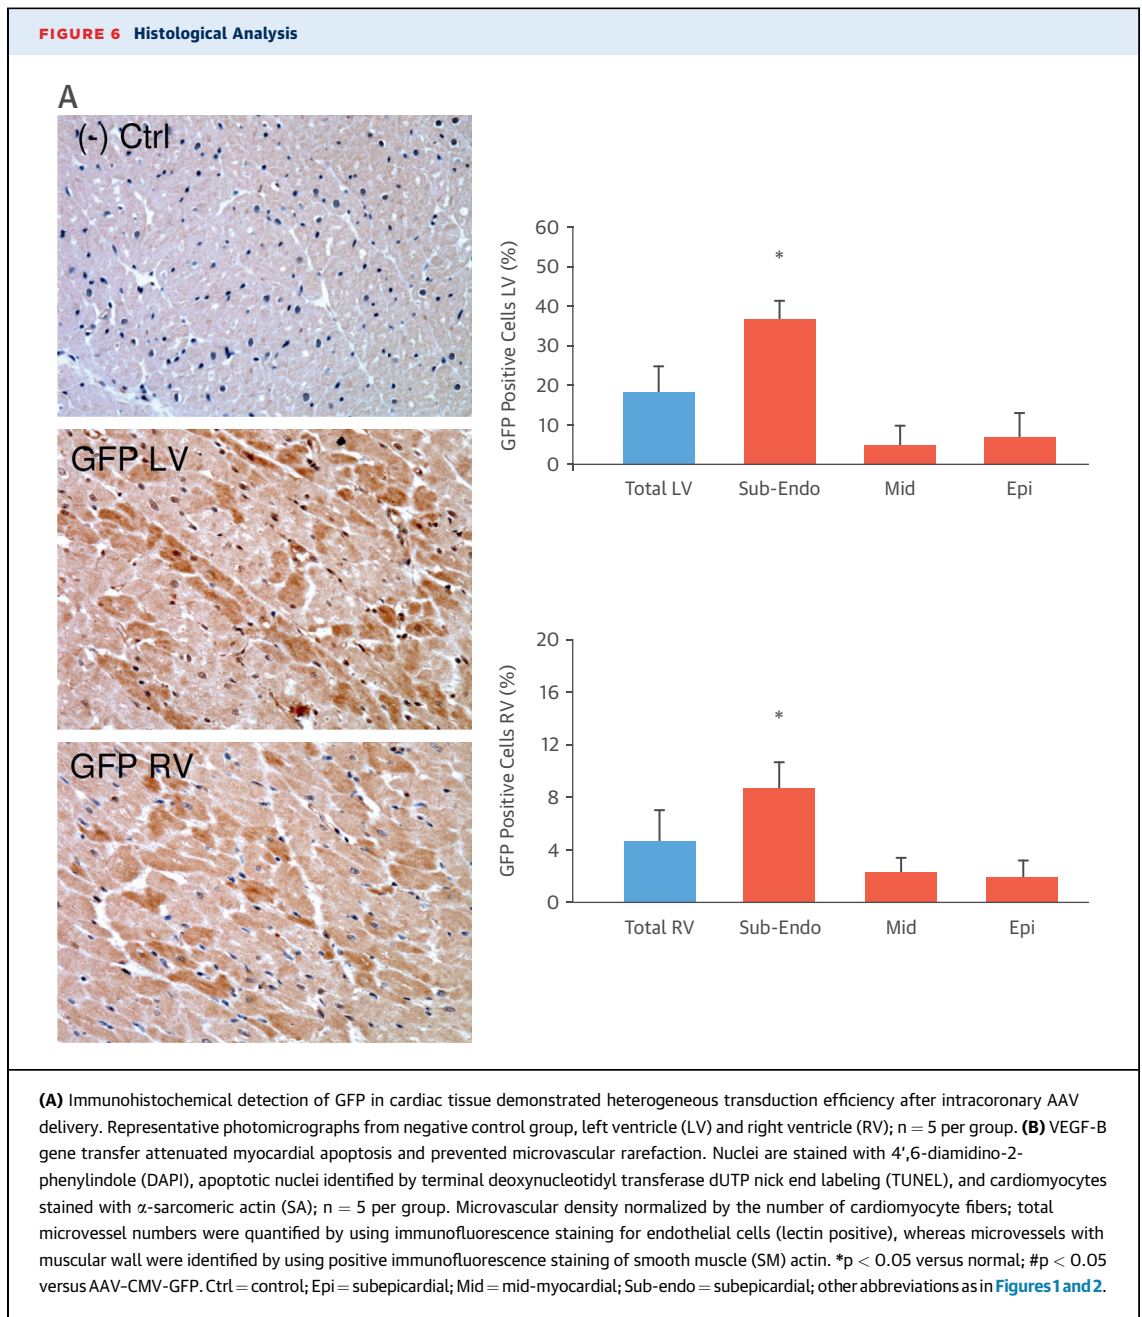 FIGURE 6 Histological Analysis
A
(-) Ctrl
GFP LV
GFP RV
GFP Positive Cells LV (%)
60
50
40
30
20
10
0
*
Total LV Sub-Endo Mid Epi
GFP Positive Cells RV (%)
20
16
12
8
4
0
*
Total RV Sub-Endo Mid Epi
(A) Immunohistochemical detection of GFP in cardiac tissue demonstrated heterogeneous transduction efficiency after intracoronary AAV
delivery. Representative photomicrographs from negative control group, left ventricle (LV) and right ventricle (RV); n = 5 per group. (B) VEGF-B
gene transfer attenuated myocardial apoptosis and prevented microvascular rarefaction. Nuclei are stained with 4′,6-diamidino-2-
phenylindole (DAPI), apoptotic nuclei identified by terminal deoxynucleotidyl transferase dUTP nick end labeling (TUNEL), and cardiomyocytes
stained with α-sarcomeric actin (SA); n = 5 per group. Microvascular density normalized by the number of cardiomyocyte fibers; total
microvessel numbers were quantified by using immunofluorescence staining for endothelial cells (lectin positive), whereas microvessels with
muscular wall were identified by using positive immunofluorescence staining of smooth muscle (SM) actin. *p < 0.05 versus normal; #p < 0.05
versus AAV-CMV-GFP. Ctrl = control; Epi = subepicardial; Mid = mid-myocardial; Sub-endo = subepicardial; other abbreviations as in Figures 1 and 2.